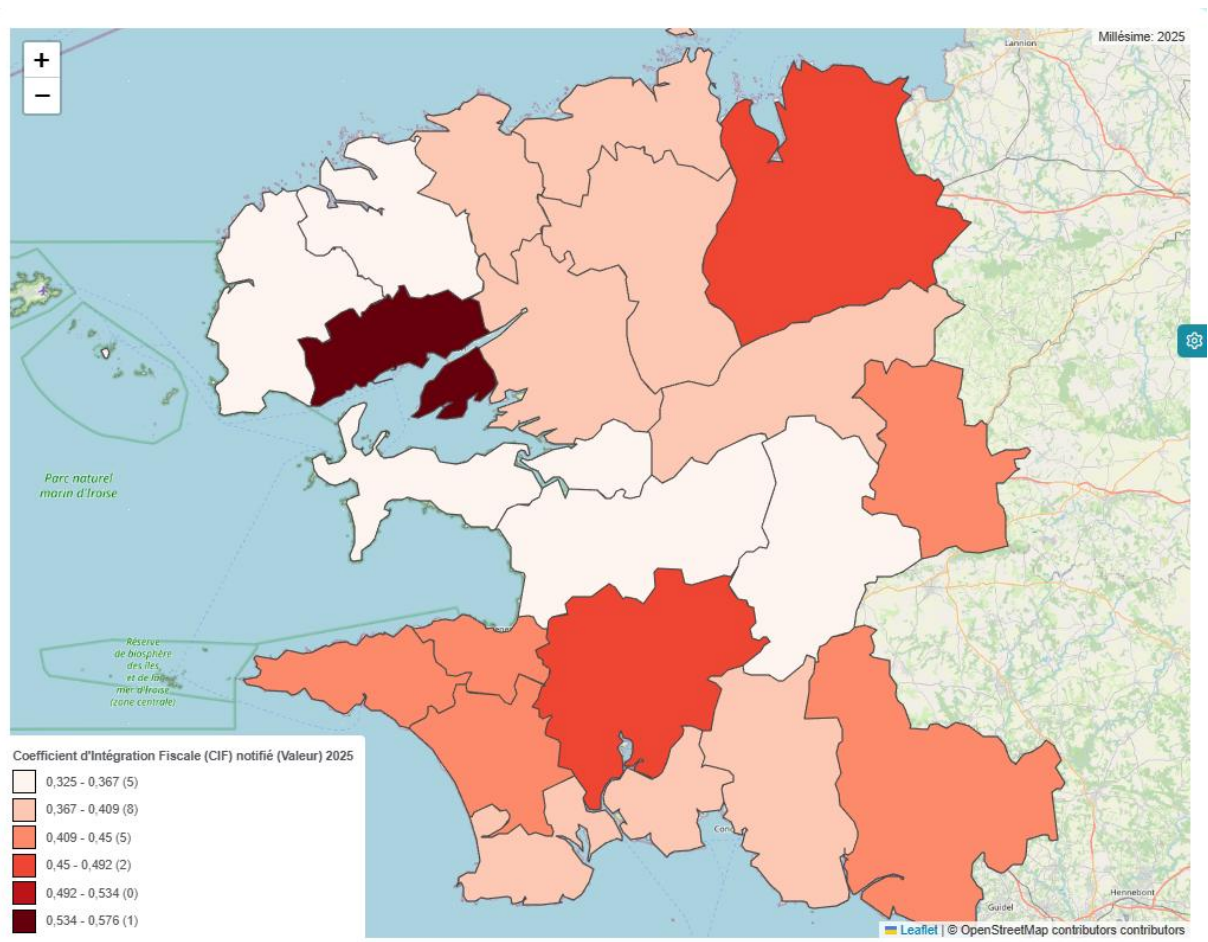 +
−
Millésime: 2025
Lannion
Parc naturel
marin d'Iroise
Réserve
de biosphère
des îles
et de la
mer d'Iroise
(zone centrale)
Coefficient d'Intégration Fiscale (CIF) notifié (Valeur) 2025
0,325 - 0,367 (5)
0,367 - 0,409 (8)
0,409 - 0,45 (5)
0,45 - 0,492 (2)
0,492 - 0,534 (0)
0,534 - 0,576 (1)
Hennebont
Guidel
Leaflet | © OpenStreetMap contributors contributors